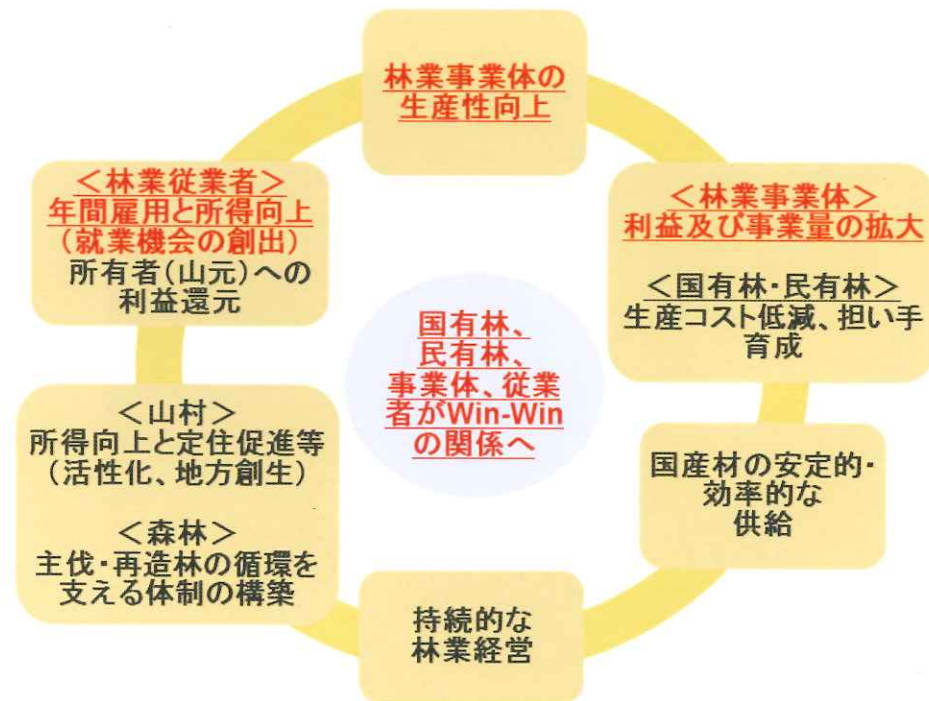 林業事業体の
生産性向上
＜林業事業体＞
利益及び事業量の拡大
＜国有林・民有林＞
生産コスト低減、担い手
育成
国産材の安定的・
効率的な
供給
持続的な
林業経営
＜山村＞
所得向上と定住促進等
（活性化、地方創生）
＜森林＞
主伐・再造林の循環を
支える体制の構築
＜林業従業者＞
年間雇用と所得向上
（就業機会の創出）
所有者（山元）への
利益還元
国有林、
民有林、
事業体、従業
者がWin-Win
の関係へ